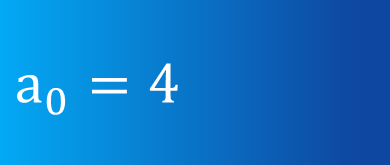 a₀ = 4